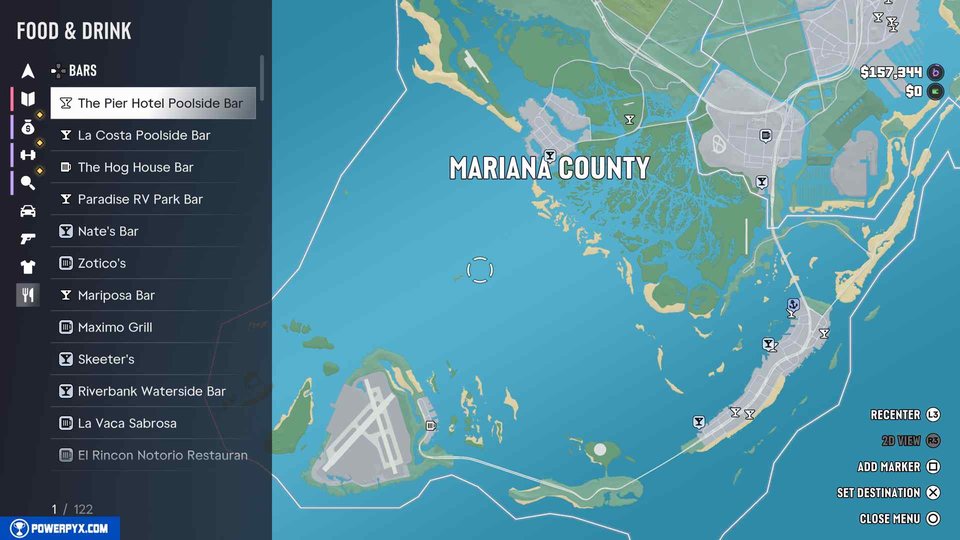 FOOD & DRINK
BARS
The Pier Hotel Poolside Bar
La Costa Poolside Bar
The Hog House Bar
Paradise RV Park Bar
Nate's Bar
Zotico's
Mariposa Bar
Maximo Grill
Skeeter's
Riverbank Waterside Bar
La Vaca Sabrosa
El Rincon Notorio Restauran
1 / 122
POWERPYX.COM
MARIANA COUNTY
$157,344
$0
RECENTER L3
2D VIEW R3
ADD MARKER
SET DESTINATION
CLOSE MENU